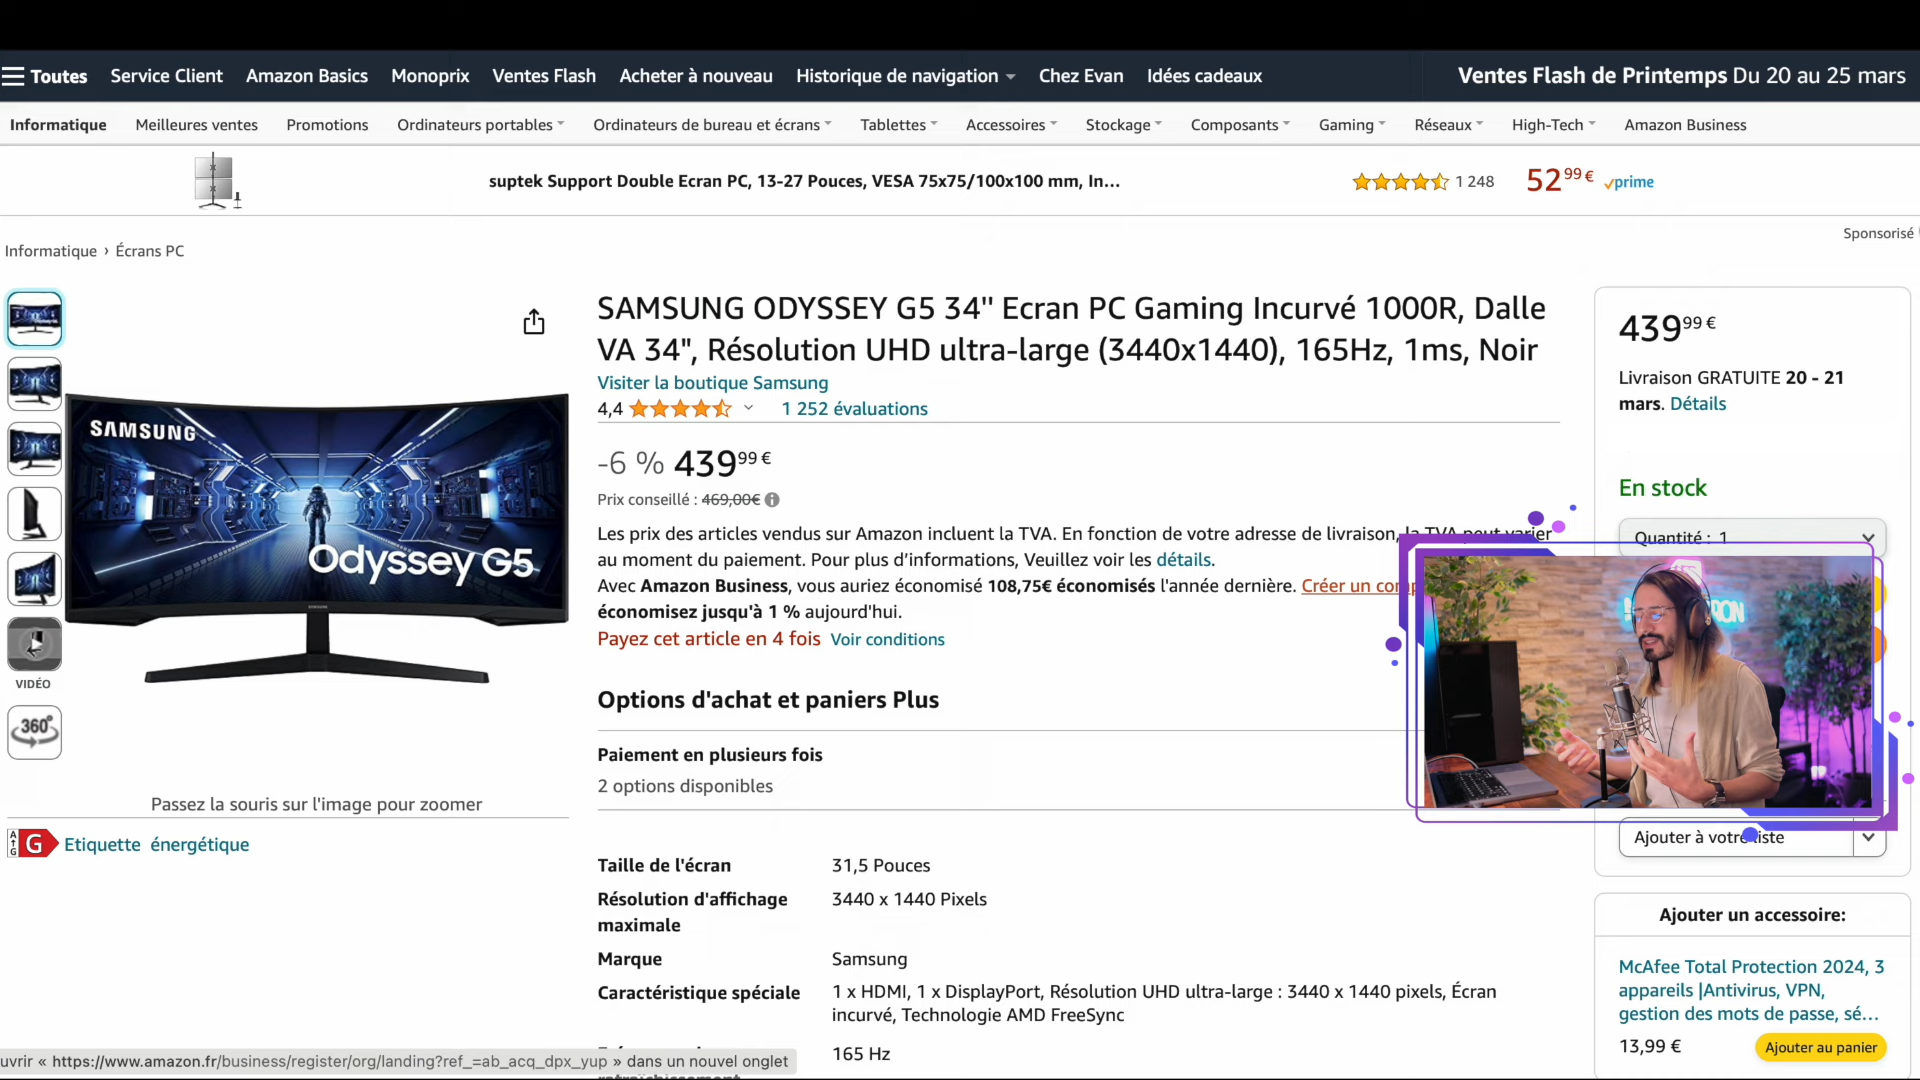 Toutes Service Client Amazon Basics Monoprix Ventes Flash Acheter à nouveau Historique de navigation Chez Evan Idées cadeaux Ventes Flash de Printemps Du 20 au 25 mars
Informatique Meilleures ventes Promotions Ordinateurs portables Ordinateurs de bureau et écrans Tablettes Accessoires Stockage Composants Gaming Réseaux High-Tech Amazon Business
suptek Support Double Ecran PC, 13-27 Pouces, VESA 75x75/100x100 mm, In... 1 248 52 99 € prime
Sponsorisé
Informatique › Écrans PC
SAMSUNG ODYSSEY G5 34'' Ecran PC Gaming Incurvé 1000R, Dalle
VA 34", Résolution UHD ultra-large (3440x1440), 165Hz, 1ms, Noir
Visiter la boutique Samsung
4,4 1 252 évaluations
-6 % 439 99 €
Prix conseillé : 469,00€
Les prix des articles vendus sur Amazon incluent la TVA. En fonction de votre adresse de livraison, la TVA peut varier
au moment du paiement. Pour plus d'informations, Veuillez voir les détails.
Avec Amazon Business, vous auriez économisé 108,75€ économisés l'année dernière. Créer un
économisez jusqu'à 1 % aujourd'hui.
Payez cet article en 4 fois Voir conditions
Options d'achat et paniers Plus
Paiement en plusieurs fois
2 options disponibles
SAMSUNG
Odyssey G5
SAMSUNG
VIDÉO
360°
Passez la souris sur l'image pour zoomer
A
G
G Etiquette énergétique
Taille de l'écran 31,5 Pouces
Résolution d'affichage 3440 x 1440 Pixels
maximale
Marque Samsung
Caractéristique spéciale 1 x HDMI, 1 x DisplayPort, Résolution UHD ultra-large : 3440 x 1440 pixels, Écran
incurvé, Technologie AMD FreeSync
165 Hz
uvrir « https://www.amazon.fr/business/register/org/landing?ref_=ab_acq_dpx_yup » dans un nouvel onglet
439 99 €
Livraison GRATUITE 20 - 21
mars. Détails
En stock
Quantité : 1
Ajouter à votre liste
Ajouter un accessoire:
McAfee Total Protection 2024, 3
appareils |Antivirus, VPN,
gestion des mots de passe, sé...
13,99 € Ajouter au panier